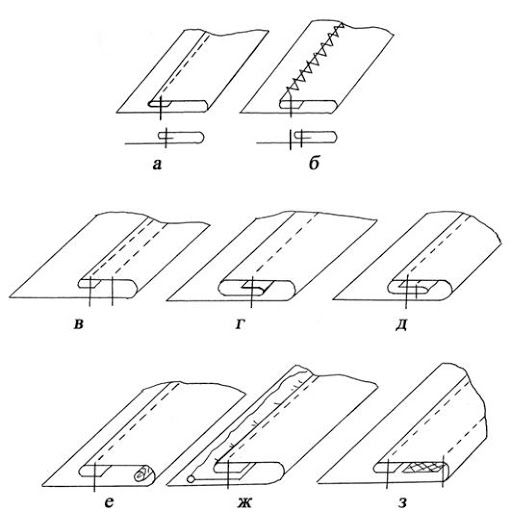 а б
в г д
е ж з